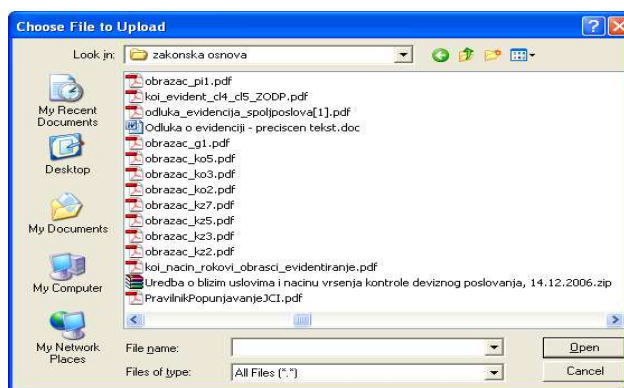 Choose File to Upload
Look in: zakonska osnova
My Recent Documents
Desktop
My Documents
My Computer
My Network Places
obrazac_pi1.pdf
koi_evident_cl4_cl5_ZODP.pdf
odluka_evidencija_spoljposlova[1].pdf
Odluka o evidenciji - preciscen tekst.doc
obrazac_g1.pdf
obrazac_ko5.pdf
obrazac_ko3.pdf
obrazac_ko2.pdf
obrazac_kz7.pdf
obrazac_kz5.pdf
obrazac_kz3.pdf
obrazac_kz2.pdf
koi_nacin_rokovi_obrasci_evidentiranje.pdf
Uredba o blizim uslovima i nacinu vrsenja kontrole deviznog poslovanja, 14.12.2006.zip
PravilnikPopunjavanjeJCI.pdf
File name:
Open
Files of type: All Files (*.*)
Cancel